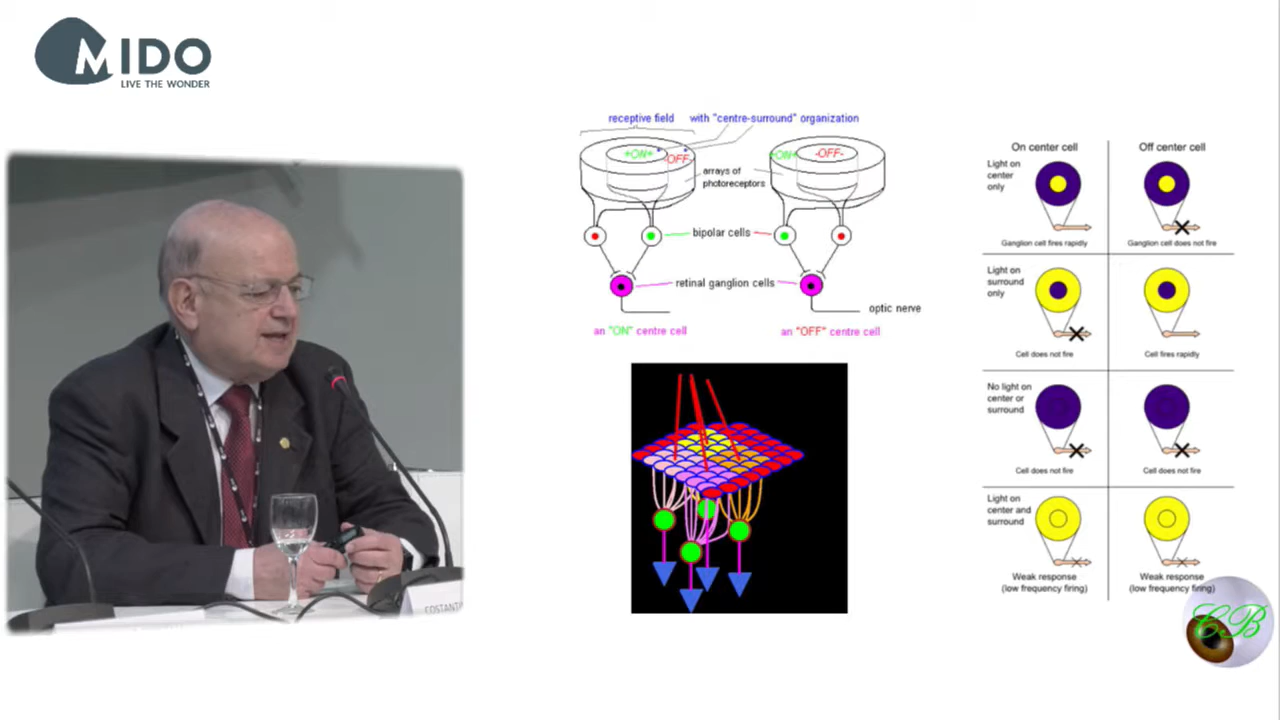 MIDO
LIVE THE WONDER
receptive field with "centre-surround" organization
+ON+
-OFF-
+ON+
-OFF-
arrays of
photoreceptors
bipolar cells
retinal ganglion cells
optic nerve
an "ON" centre cell
an "OFF" centre cell
On center cell
Off center cell
Light on
center
only
Ganglion cell fires rapidly
Ganglion cell does not fire
Light on
surround
only
Cell does not fire
Cell fires rapidly
No light on
center or
surround
Cell does not fire
Cell does not fire
Light on
center and
surround
Weak response
(low frequency firing)
Weak response
(low frequency firing)
CB
COSTANTI